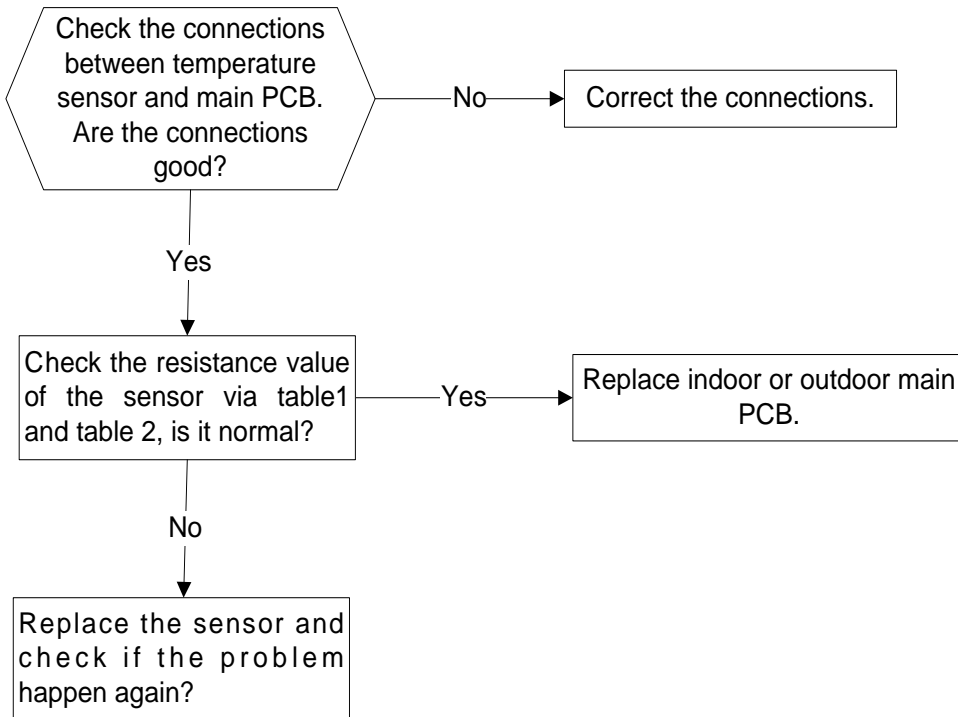 Check the connections
between temperature
sensor and main PCB.
Are the connections
good?
No
Correct the connections.
Yes
Check the resistance value
of the sensor via table1
and table 2, is it normal?
Yes
Replace indoor or outdoor main
PCB.
No
Replace the sensor and
check if the problem
happen again?